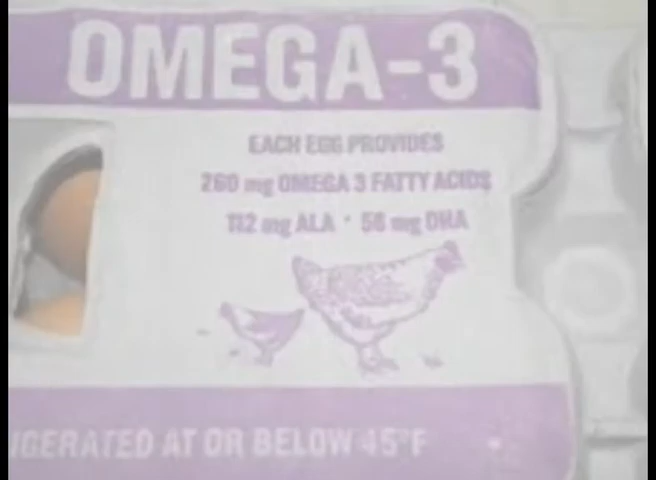 OMEGA-3
EACH EGG PROVIDES
260 mg OMEGA 3 FATTY ACIDS
112 mg ALA · 56 mg DHA
IGERATED AT OR BELOW 45°F